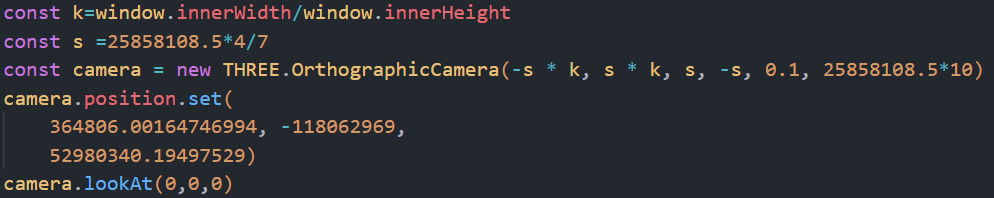 const k=window.innerWidth/window.innerHeight
const s =25858108.5*4/7
const camera = new THREE.OrthographicCamera(-s * k, s * k, s, -s, 0.1, 25858108.5*10)
camera.position.set(
    364806.00164746994, -118062969,
    52980340.19497529)
camera.lookAt(0,0,0)